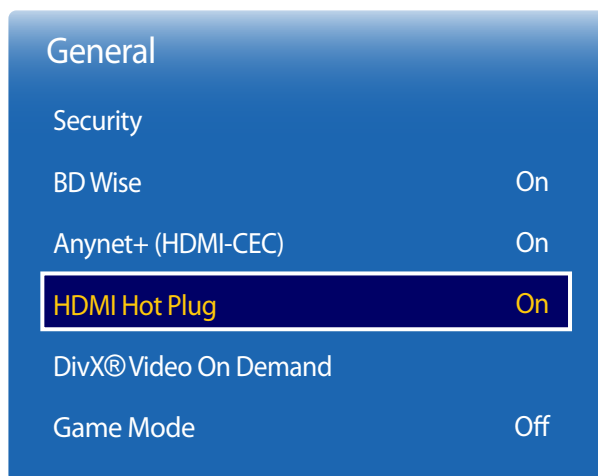 General
Security
BD Wise On
Anynet+ (HDMI-CEC) On
HDMI Hot Plug On
DivX® Video On Demand
Game Mode Off